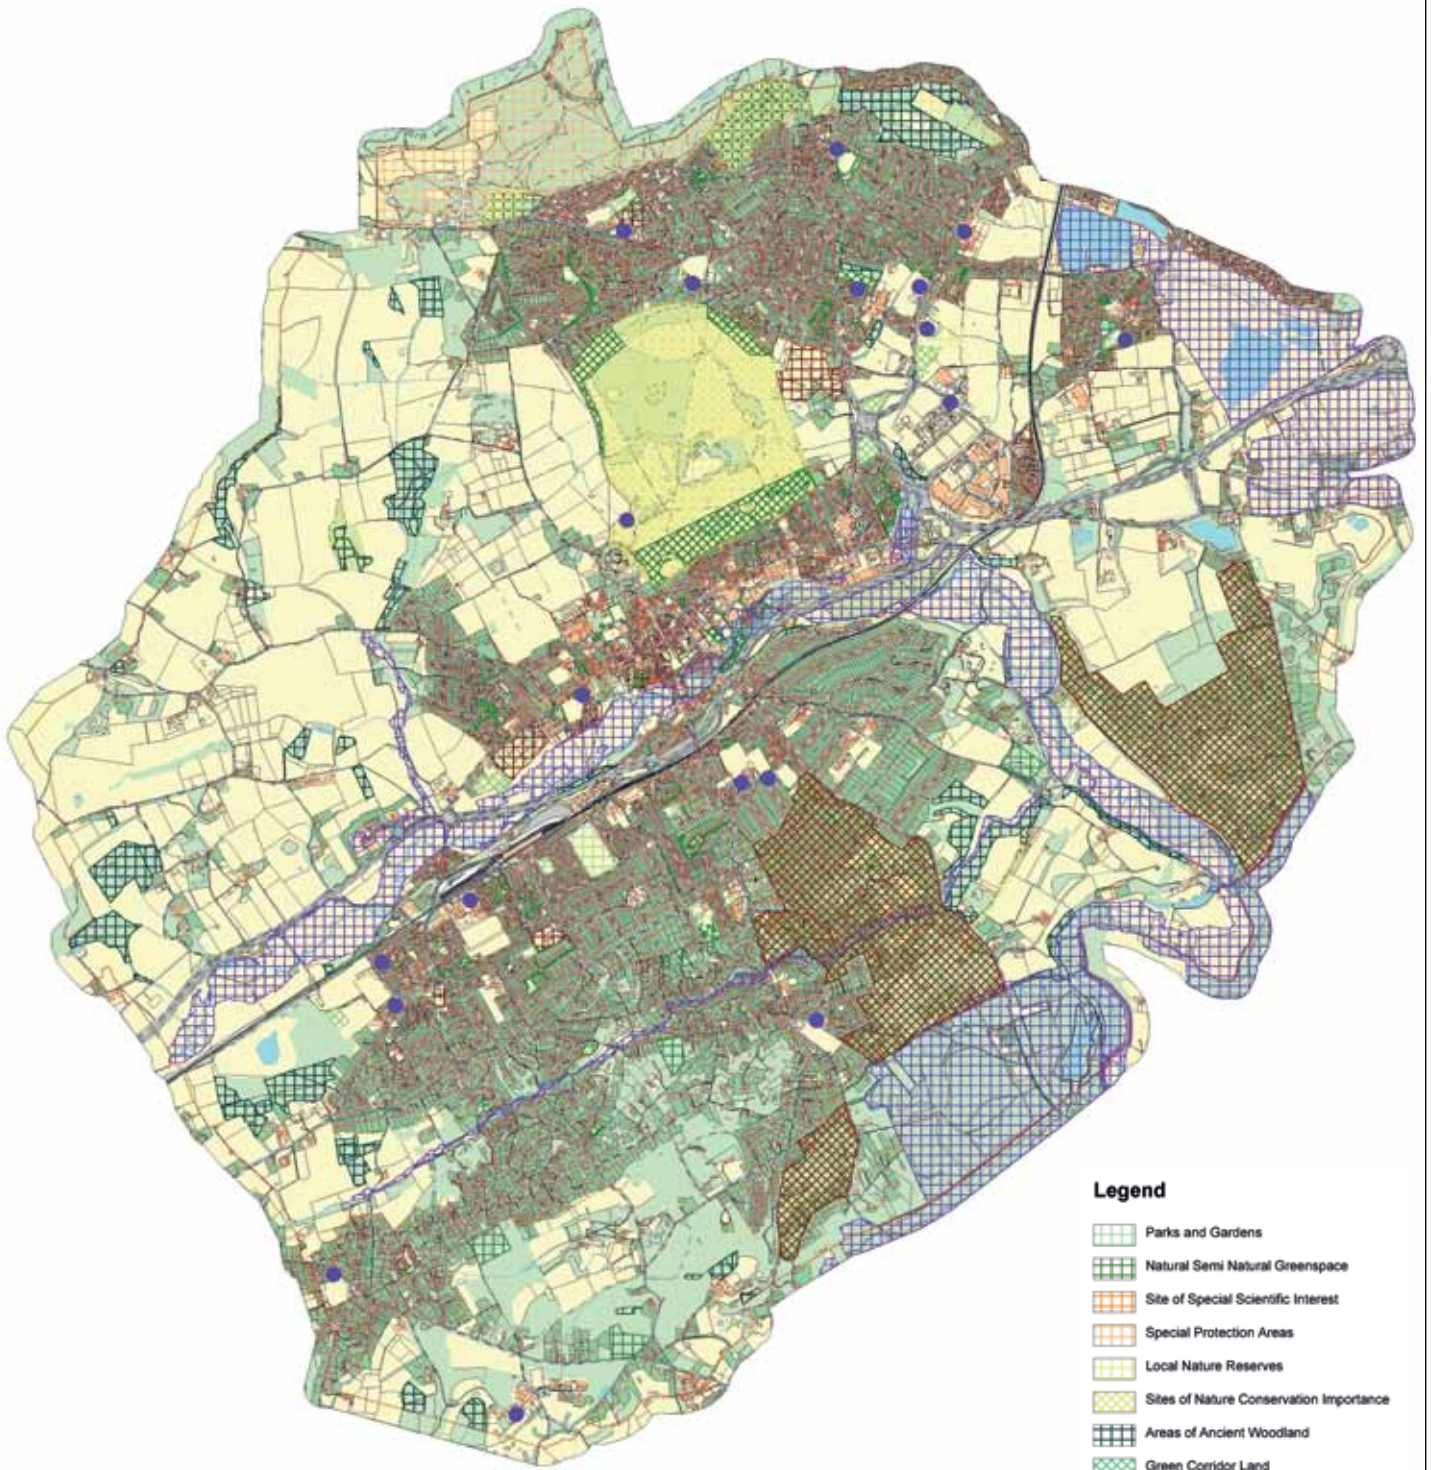 Legend
Parks and Gardens
Natural Semi Natural Greenspace
Site of Special Scientific Interest
Special Protection Areas
Local Nature Reserves
Sites of Nature Conservation Importance
Areas of Ancient Woodland
Green Corridor Land